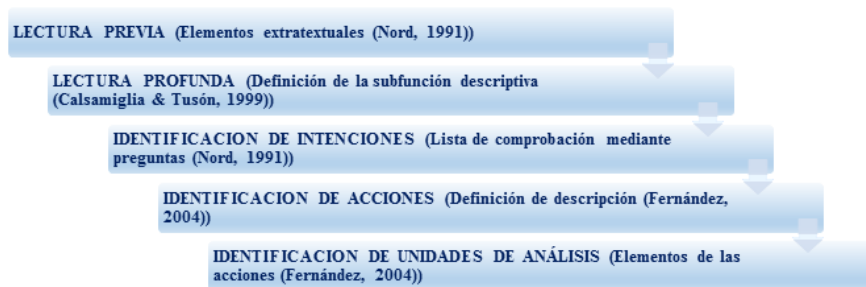 LECTURA PREVIA (Elementos extratextuales (Nord, 1991))
LECTURA PROFUNDA (Definición de la subfunción descriptiva
(Calsamiglia & Tusón, 1999))
IDENTIFICACION DE INTENCIONES (Lista de comprobación mediante
preguntas (Nord, 1991))
IDENTIFICACION DE ACCIONES (Definición de descripción (Fernández,
2004))
IDENTIFICACION DE UNIDADES DE ANÁLISIS (Elementos de las
acciones (Fernández, 2004))